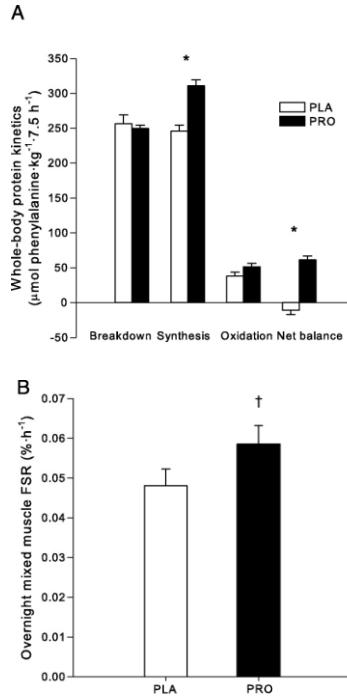 A
Whole-body protein kinetics
(μmol phenylalanine·kg⁻¹·7.5 h⁻¹)
350
300
250
200
150
100
50
0
-50
*
*
PLA
PRO
Breakdown Synthesis Oxidation Net balance
B
Overnight mixed muscle FSR (%·h⁻¹)
0.07
0.06
0.05
0.04
0.03
0.02
0.01
0.00
†
PLA PRO